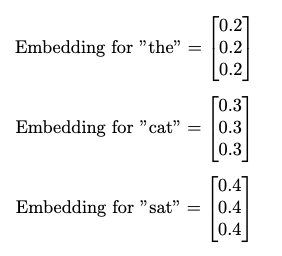 Embedding for ”the” = [0.2 0.2 0.2]
Embedding for ”cat” = [0.3 0.3 0.3]
Embedding for ”sat” = [0.4 0.4 0.4]